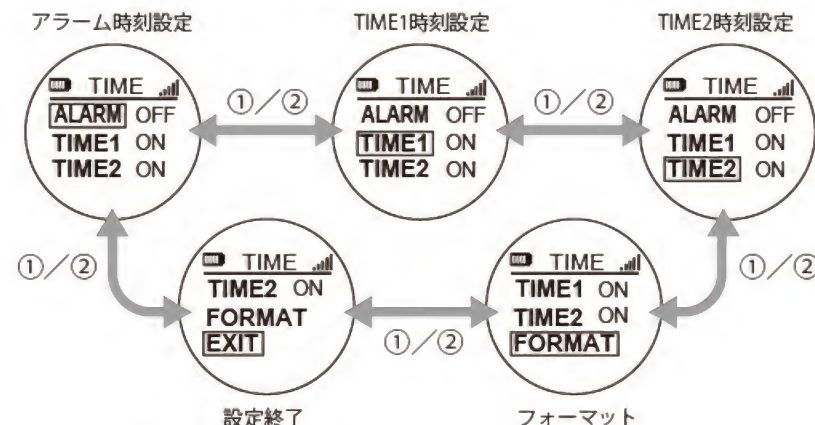 アラーム時刻設定
TIME1時刻設定
TIME2時刻設定
TIME
ALARM OFF
TIME1 ON
TIME2 ON
①／②
TIME
ALARM OFF
TIME1 ON
TIME2 ON
①／②
TIME
ALARM OFF
TIME1 ON
TIME2 ON
①／②
TIME
TIME2 ON
FORMAT
EXIT
①／②
TIME
TIME1 ON
TIME2 ON
FORMAT
①／②
設定終了
フォーマット